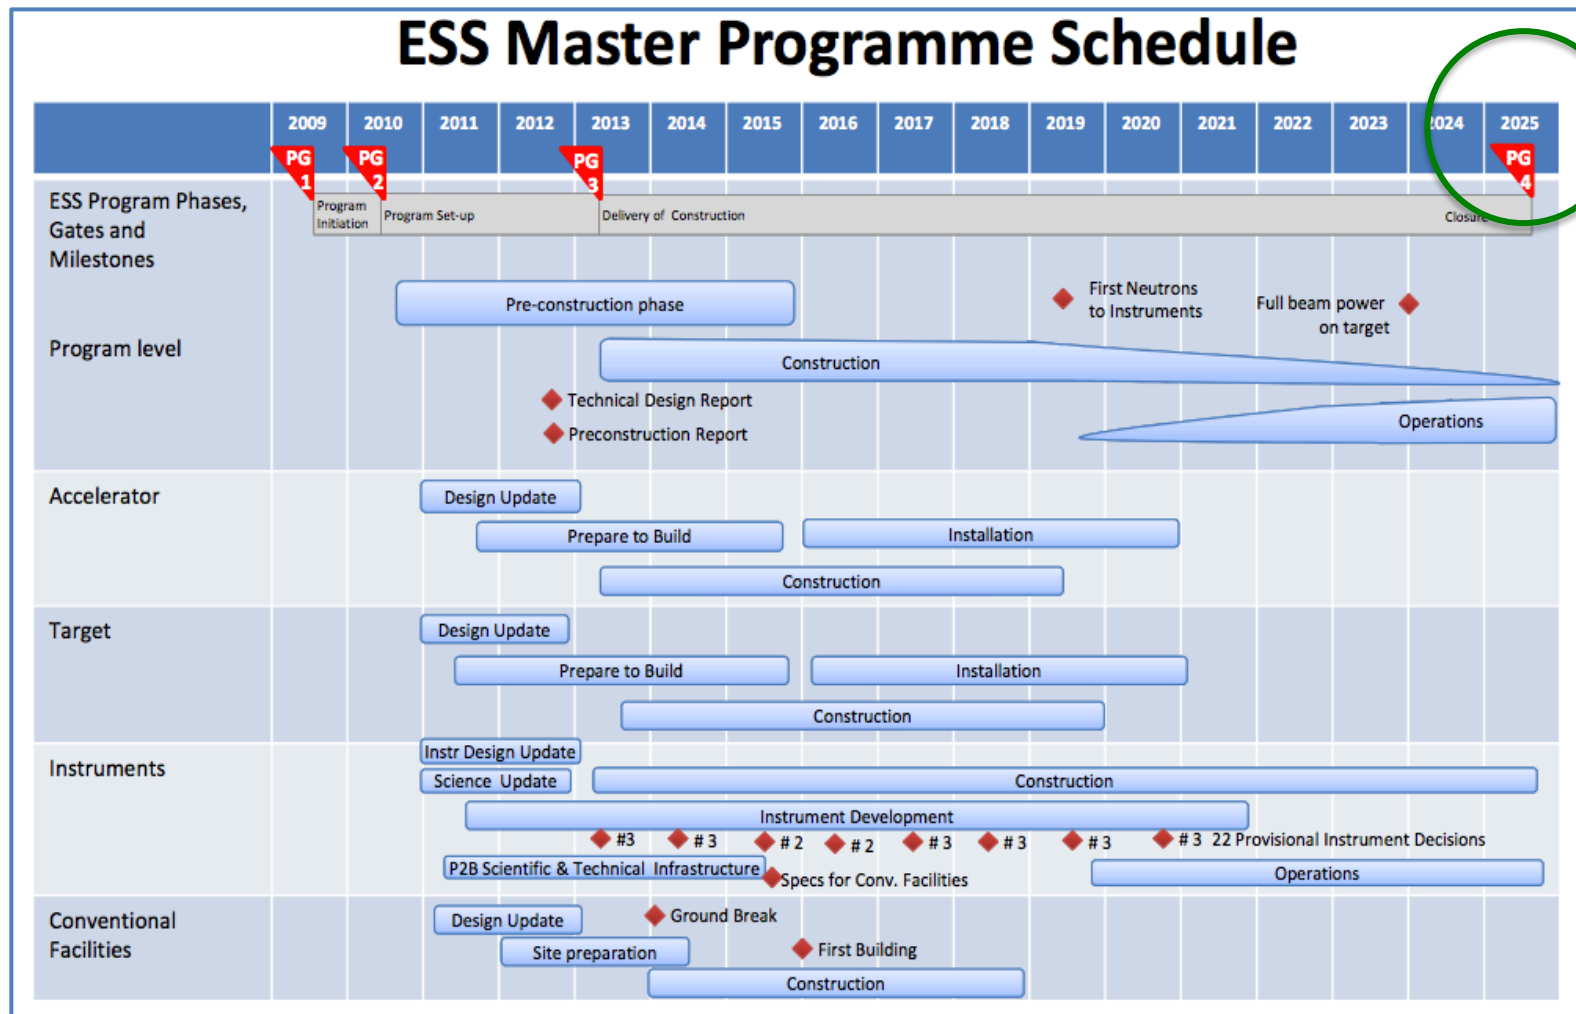 ESS Master Programme Schedule
2009 2010 2011 2012 2013 2014 2015 2016 2017 2018 2019 2020 2021 2022 2023 2024 2025
PG
1
PG
2
PG
3
PG
4
ESS Program Phases,
Gates and
Milestones
Program
Initiation
Program Set-up
Delivery of Construction
Closure
Pre-construction phase
First Neutrons
to Instruments
Full beam power
on target
Program level
Construction
Technical Design Report
Preconstruction Report
Operations
Accelerator
Design Update
Prepare to Build
Installation
Construction
Target
Design Update
Prepare to Build
Installation
Construction
Instruments
Instr Design Update
Science Update
Construction
Instrument Development
#3
# 3
# 2
# 2
# 3
# 3
# 3
# 3 22 Provisional Instrument Decisions
P2B Scientific & Technical Infrastructure
Specs for Conv. Facilities
Operations
Conventional
Facilities
Design Update
Ground Break
Site preparation
First Building
Construction